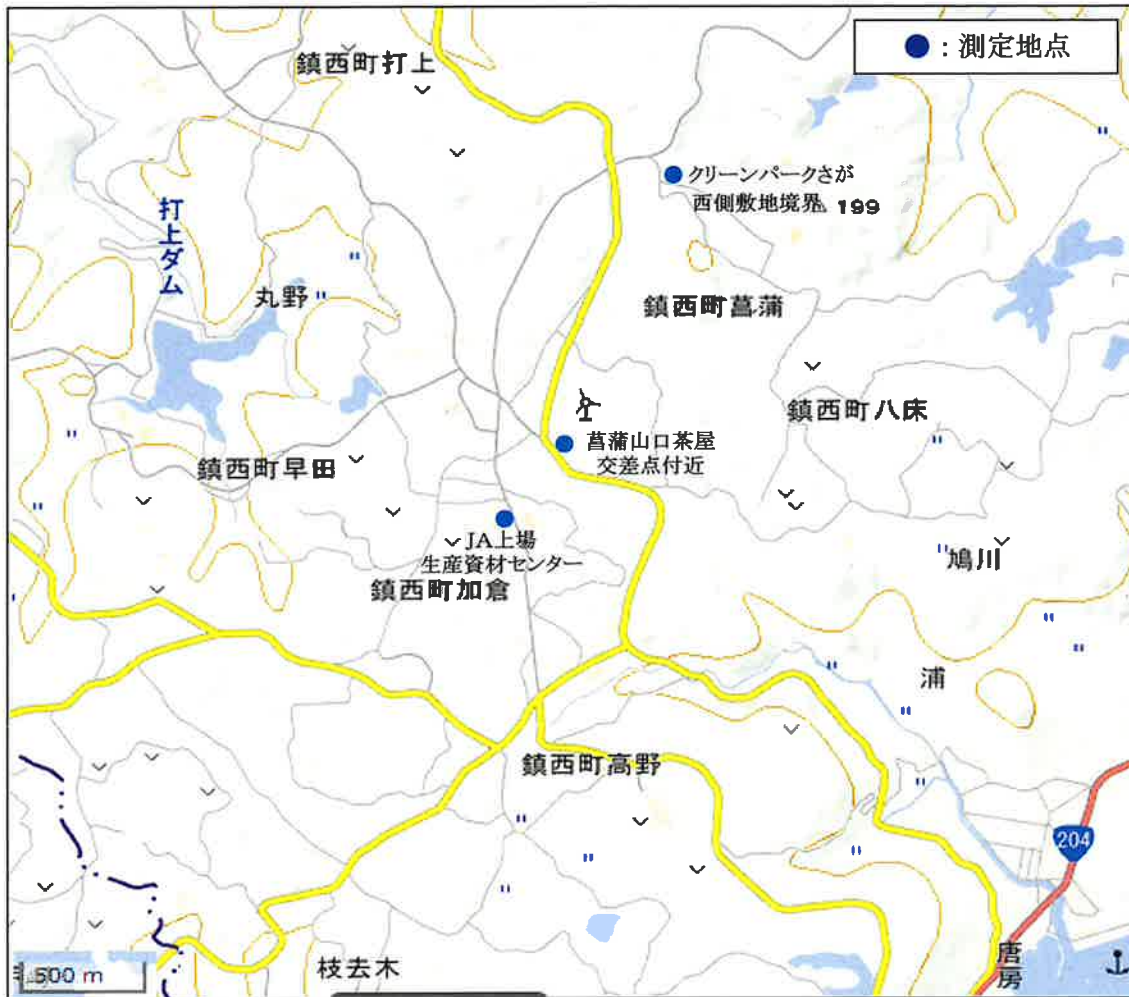 ：測定地点
鎮西町打上
クリーンパークさが
西側敷地境界
199
打上ダム
丸野
鎮西町菖蒲
鎮西町八床
菖蒲山口茶屋
交差点付近
鎮西町早田
JA上場
生産資材センター
鎮西町加倉
鳩川
浦
鎮西町高野
204
唐房
枝去木
500 m